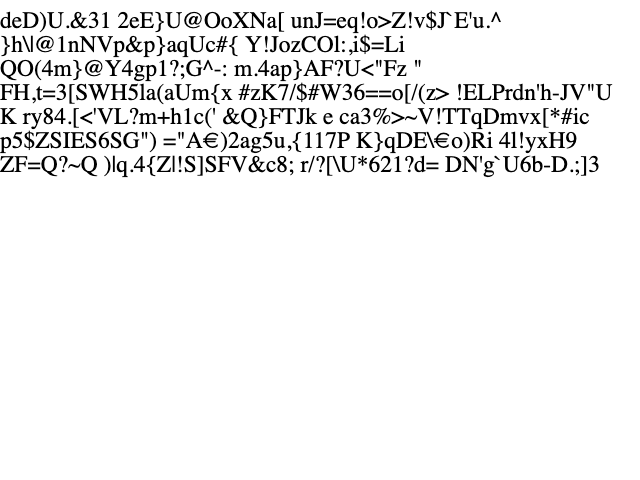 deD)U.&31 2eE}U@OoXNa[ unJ=eq!o>Z!v$J`E'u.^
}h\l@1nNVp&p}aqUc#{ Y!JozCOl:,i$=Li
QO(4m}@Y4gp1?;G^-: m.4ap}AF?U<"Fz "
FH,t=3[SWH5la(aUm{x #zK7/$#W36==o[/(z> !ELPrdn'h-JV"U
K ry84.[<'VL?m+h1c(' &Q}FTJk e ca3%>~V!TTqDmvx[*#ic
p5$ZSIES6SG") ="A€)2ag5u,{117P K}qDE\€o)Ri 4l!yxH9
ZF=Q?~Q )lq.4{Zl!S]SFV&c8; r/?[\U*621?d= DN'g`U6b-D.;]3